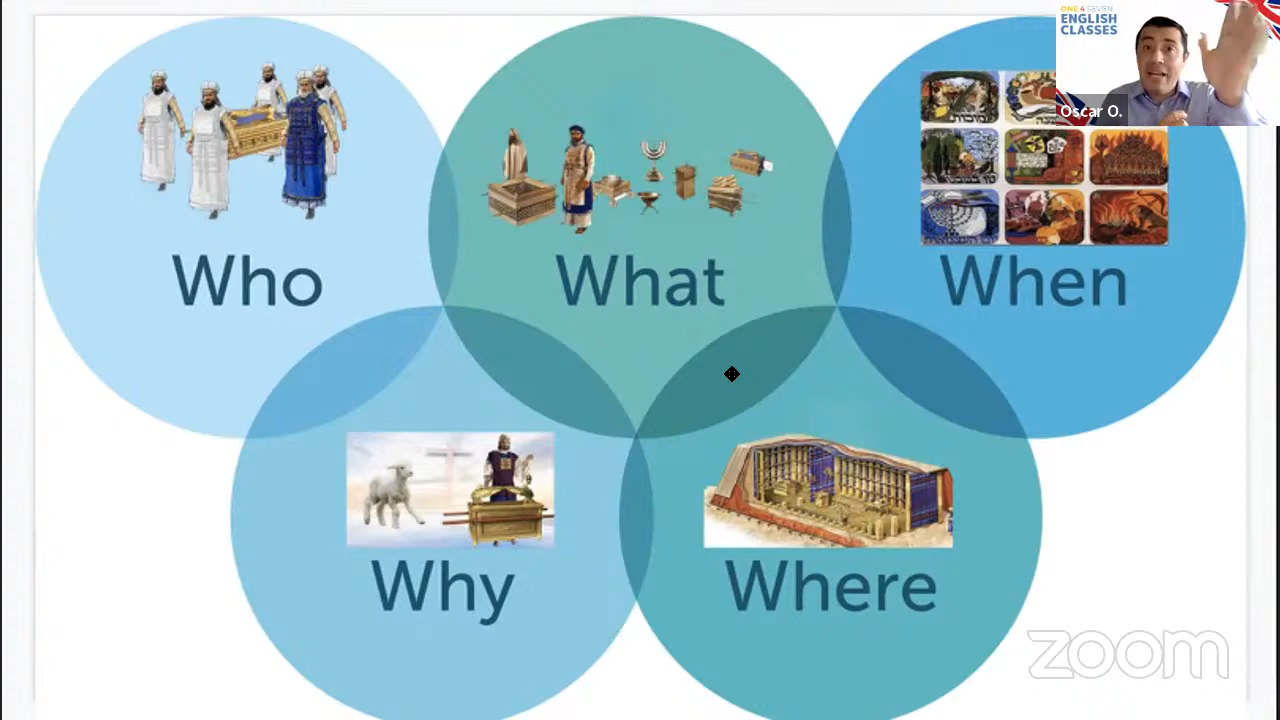 ONE 4 SEVEN
ENGLISH
CLASSES
Oscar O.
Who
What
When
Why
Where
zoom